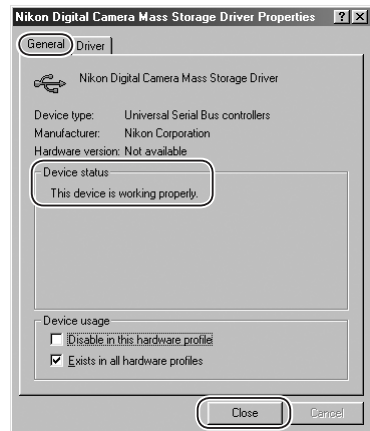 Nikon Digital Camera Mass Storage Driver Properties ? ×
General Driver
Nikon Digital Camera Mass Storage Driver
Device type: Universal Serial Bus controllers
Manufacturer: Nikon Corporation
Hardware version: Not available
Device status
This device is working properly.
Device usage
Disable in this hardware profile
Exists in all hardware profiles
Close Cancel